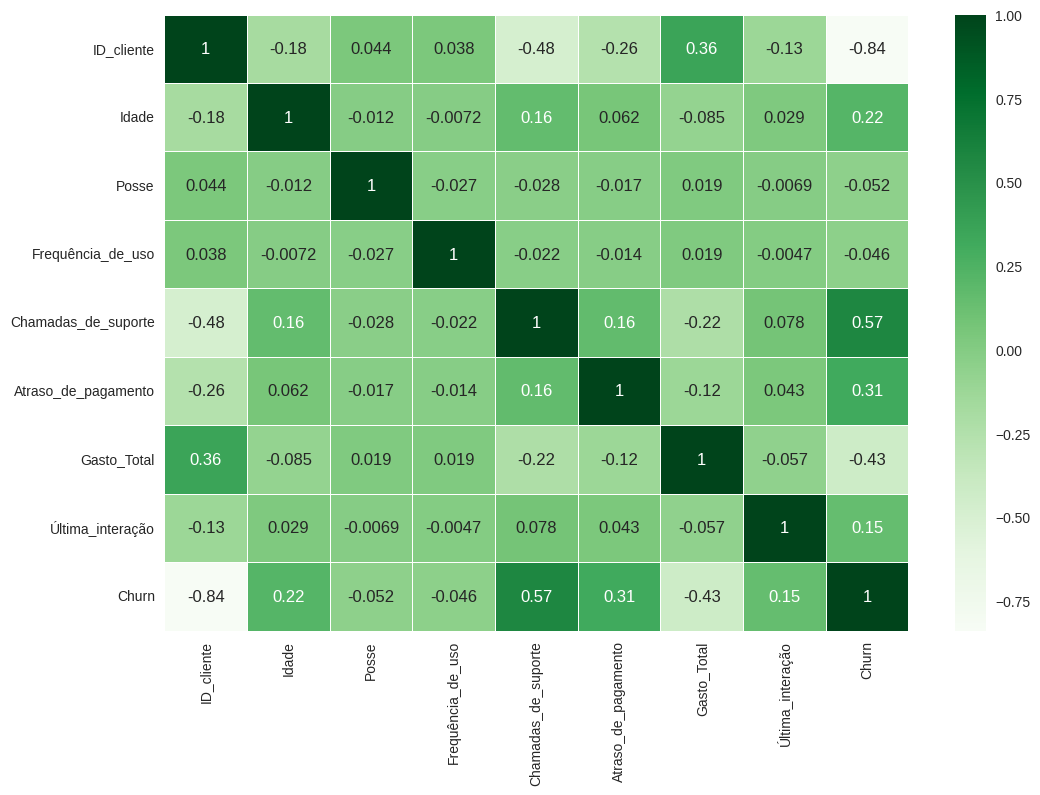 ID_cliente 1 -0.18 0.044 0.038 -0.48 -0.26 0.36 -0.13 -0.84
Idade -0.18 1 -0.012 -0.0072 0.16 0.062 -0.085 0.029 0.22
Posse 0.044 -0.012 1 -0.027 -0.028 -0.017 0.019 -0.0069 -0.052
Frequência_de_uso 0.038 -0.0072 -0.027 1 -0.022 -0.014 0.019 -0.0047 -0.046
Chamadas_de_suporte -0.48 0.16 -0.028 -0.022 1 0.16 -0.22 0.078 0.57
Atraso_de_pagamento -0.26 0.062 -0.017 -0.014 0.16 1 -0.12 0.043 0.31
Gasto_Total 0.36 -0.085 0.019 0.019 -0.22 -0.12 1 -0.057 -0.43
Última_interação -0.13 0.029 -0.0069 -0.0047 0.078 0.043 -0.057 1 0.15
Churn -0.84 0.22 -0.052 -0.046 0.57 0.31 -0.43 0.15 1
ID_cliente
Idade
Posse
Frequência_de_uso
Chamadas_de_suporte
Atraso_de_pagamento
Gasto_Total
Última_interação
Churn
1.00
0.75
0.50
0.25
0.00
−0.25
−0.50
−0.75